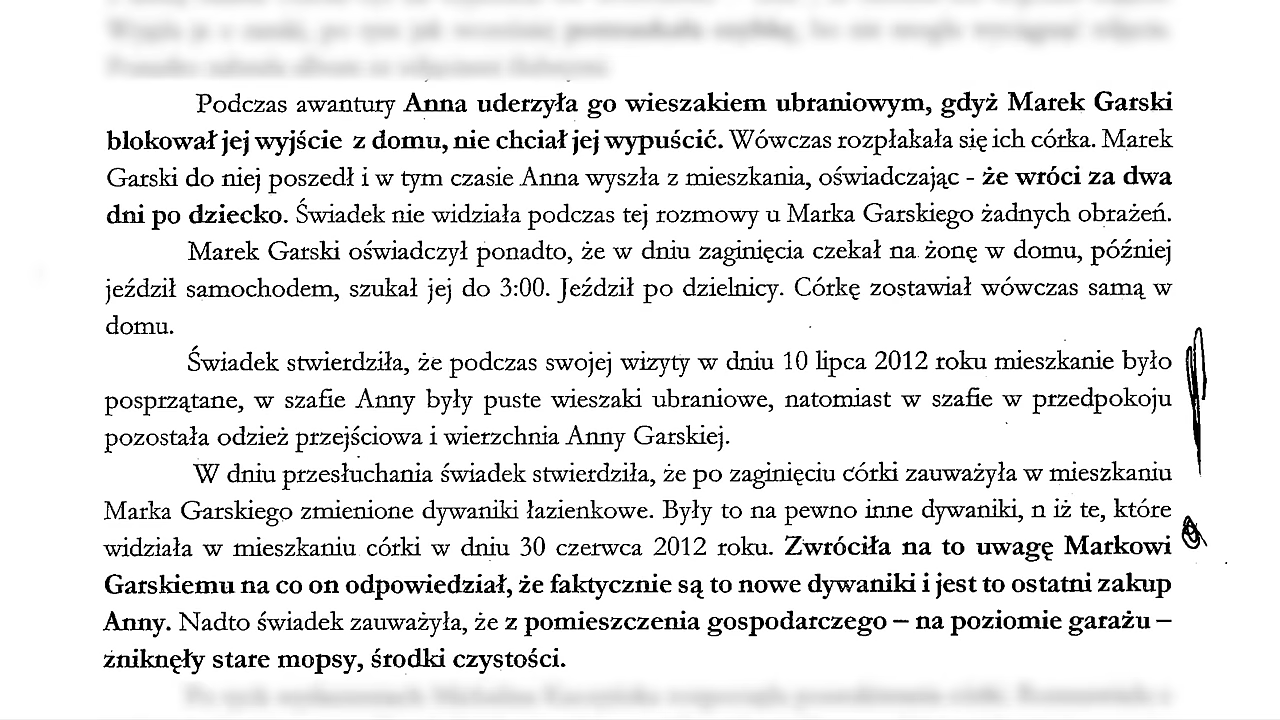 Podczas awantury Anna uderzyła go wieszakiem ubraniowym, gdyż Marek Garski
blokował jej wyjście z domu, nie chciał jej wypuścić. Wówczas rozpłakała się ich córka. Marek
Garski do niej poszedł i w tym czasie Anna wyszła z mieszkania, oświadczając - że wróci za dwa
dni po dziecko. Świadek nie widziała podczas tej rozmowy u Marka Garskiego żadnych obrażeń.
Marek Garski oświadczył ponadto, że w dniu zaginięcia czekał na żonę w domu, później
jeździł samochodem, szukał jej do 3:00. Jeździł po dzielnicy. Córkę zostawiał wówczas samą w
domu.
Świadek stwierdziła, że podczas swojej wizyty w dniu 10 lipca 2012 roku mieszkanie było
posprzątane, w szafie Anny były puste wieszaki ubraniowe, natomiast w szafie w przedpokoju
pozostała odzież przejściowa i wierzchnia Anny Garskiej.
W dniu przesłuchania świadek stwierdziła, że po zaginięciu córki zauważyła w mieszkaniu
Marka Garskiego zmienione dywaniki łazienkowe. Były to na pewno inne dywaniki, n iż te, które
widziała w mieszkaniu córki w dniu 30 czerwca 2012 roku. Zwróciła na to uwagę Markowi
Garskiemu na co on odpowiedział, że faktycznie są to nowe dywaniki i jest to ostatni zakup
Anny. Nadto świadek zauważyła, że z pomieszczenia gospodarczego – na poziomie garażu –
zniknęły stare mopsy, środki czystości.